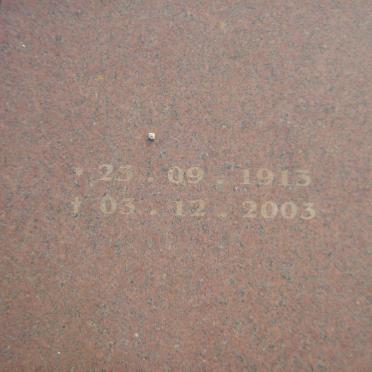 * 23 . 09 . 1913
† 03 . 12 . 2003